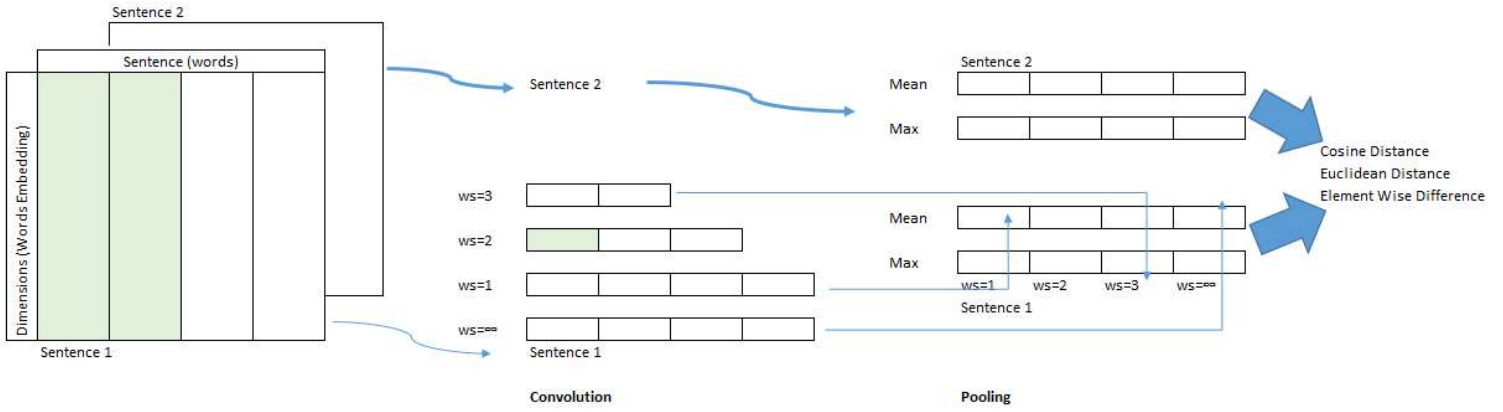 Sentence 2
Sentence (words)
Dimensions (Words Embedding)
Sentence 1
Sentence 2
ws=3
ws=2
ws=1
ws=∞
Sentence 1
Convolution
Sentence 2
Mean
Max
Mean
Max
ws=1 ws=2 ws=3 ws=∞
Sentence 1
Pooling
Cosine Distance
Euclidean Distance
Element Wise Difference